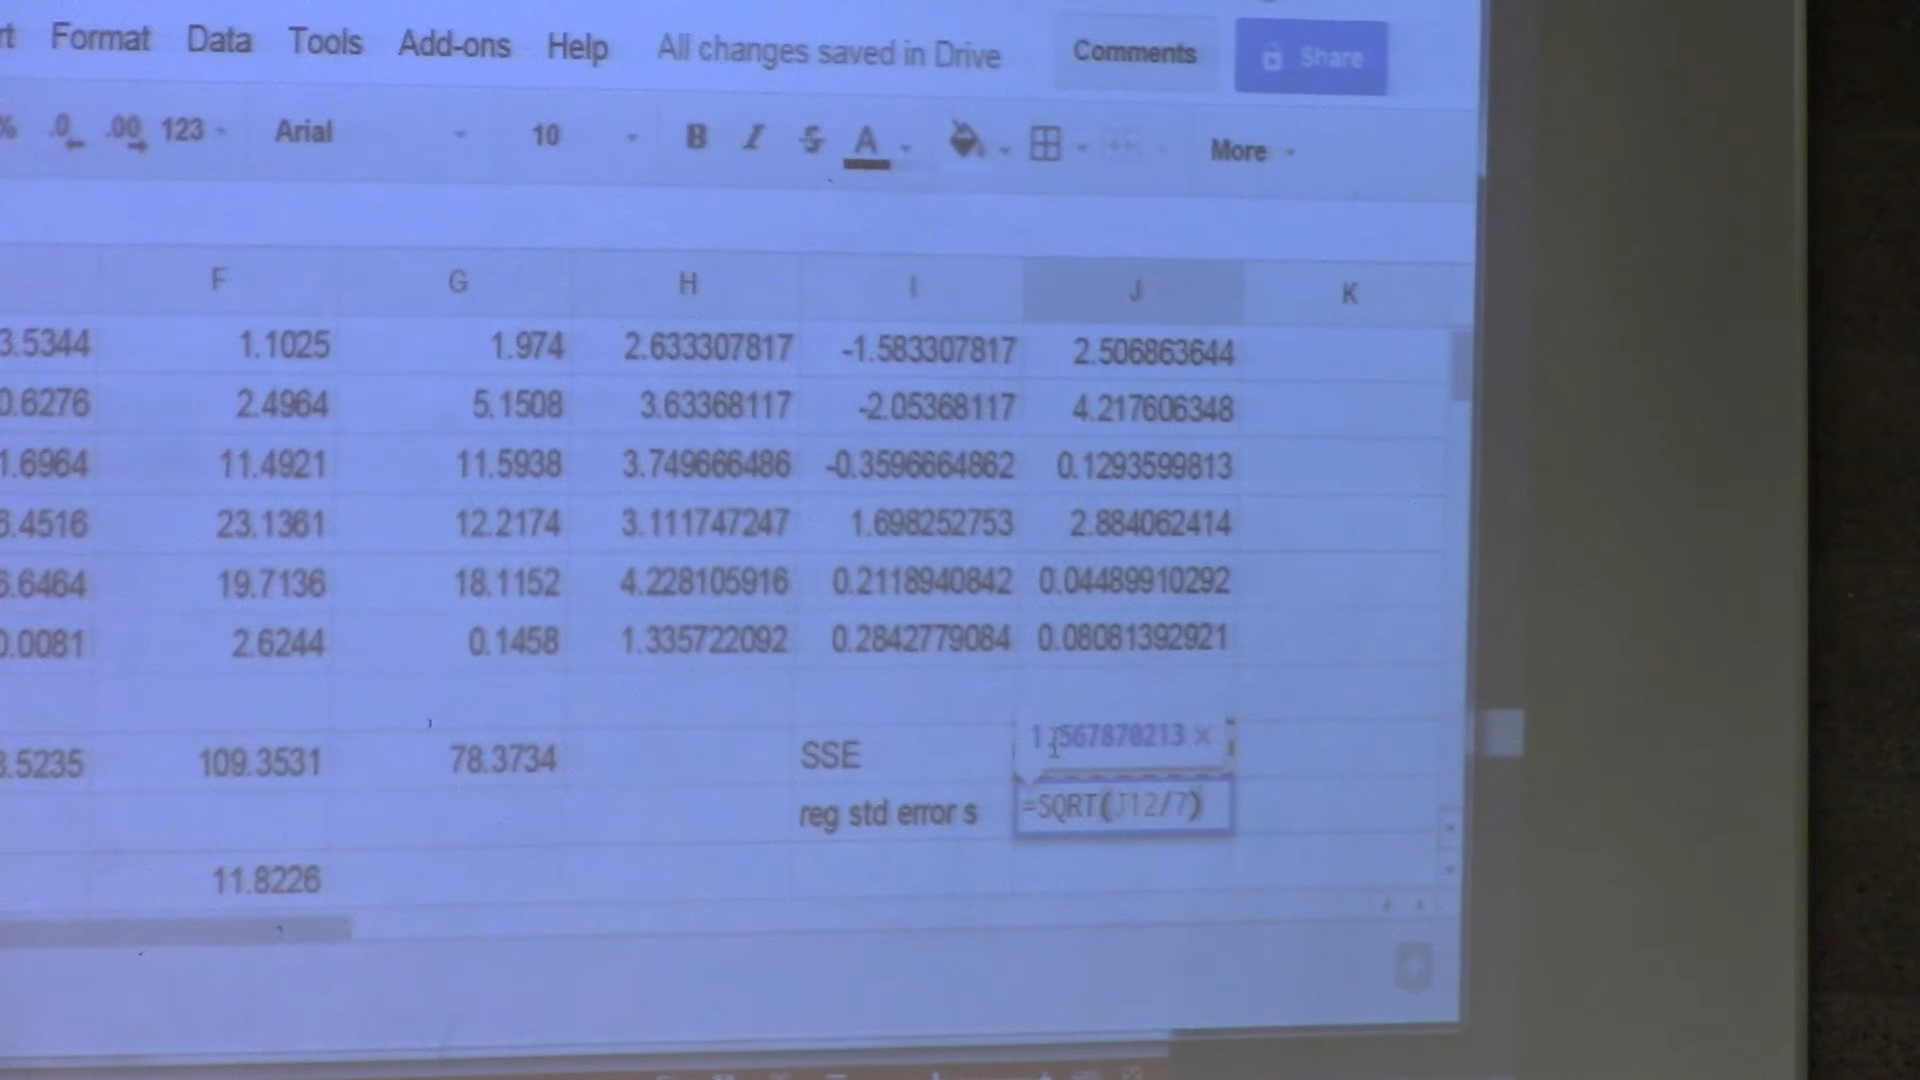 Format Data Tools Add-ons Help All changes saved in Drive Comments Share
% .0 .00 123 Arial 10 B I S A More
F G H I J K
3.5344 1.1025 1.974 2.633307817 -1.583307817 2.506863644
0.6276 2.4964 5.1508 3.63368117 -2.05368117 4.217606348
1.6964 11.4921 11.5938 3.749666486 -0.3596664862 0.1293599813
6.4516 23.1361 12.2174 3.111747247 1.698252753 2.884062414
6.6464 19.7136 18.1152 4.228105916 0.2118940842 0.04489910292
0.0081 2.6244 0.1458 1.335722092 0.2842779084 0.08081392921
3.5235 109.3531 78.3734 SSE 1.567870213 ×
reg std error s =SQRT(J12/7)
11.8226